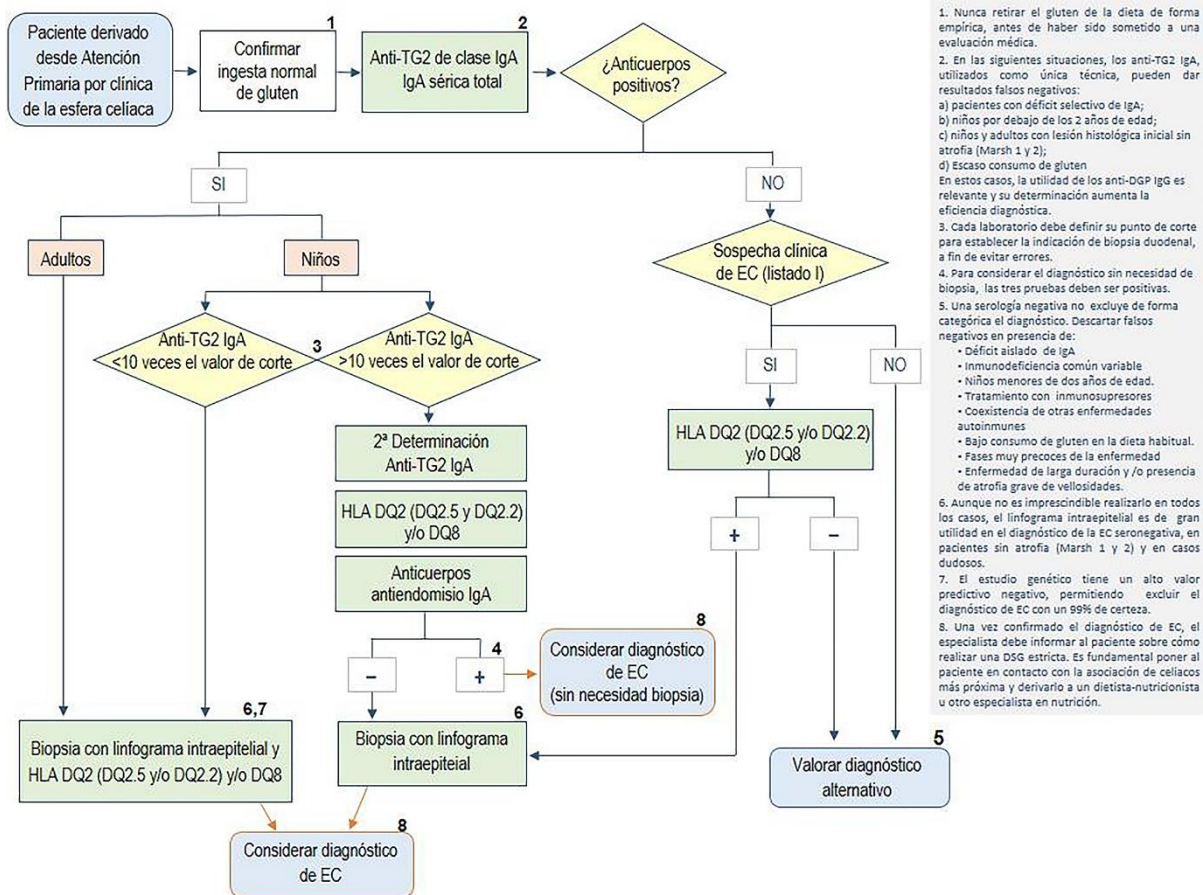 Paciente derivado
desde Atención
Primaria por clínica
de la esfera celíaca
1
Confirmar
ingesta normal
de gluten
2
Anti-TG2 de clase IgA
IgA sérica total
¿Anticuerpos
positivos?
SI
NO
Adultos
Niños
Sospecha clínica
de EC (listado I)
Anti-TG2 IgA
<10 veces el valor de corte
3
Anti-TG2 IgA
>10 veces el valor de corte
SI
NO
2ª Determinación
Anti-TG2 IgA
HLA DQ2 (DQ2.5 y/o DQ2.2)
y/o DQ8
HLA DQ2 (DQ2.5 y DQ2.2)
y/o DQ8
+
–
Anticuerpos
antiendomisio IgA
–
4
+
8
Considerar diagnóstico
de EC
(sin necesidad biopsia)
6,7
Biopsia con linfograma intraepitelial y
HLA DQ2 (DQ2.5 y/o DQ2.2) y/o DQ8
6
Biopsia con linfograma
intraepiteial
5
Valorar diagnóstico
alternativo
8
Considerar diagnóstico
de EC
1. Nunca retirar el gluten de la dieta de forma
empírica, antes de haber sido sometido a una
evaluación médica.
2. En las siguientes situaciones, los anti-TG2 IgA,
utilizados como única técnica, pueden dar
resultados falsos negativos:
a) pacientes con déficit selectivo de IgA;
b) niños por debajo de los 2 años de edad;
c) niños y adultos con lesión histológica inicial sin
atrofia (Marsh 1 y 2);
d) Escaso consumo de gluten
En estos casos, la utilidad de los anti-DGP IgG es
relevante y su determinación aumenta la
eficiencia diagnóstica.
3. Cada laboratorio debe definir su punto de corte
para establecer la indicación de biopsia duodenal,
a fin de evitar errores.
4. Para considerar el diagnóstico sin necesidad de
biopsia, las tres pruebas deben ser positivas.
5. Una serología negativa no excluye de forma
categórica el diagnóstico. Descartar falsos
negativos en presencia de:
• Déficit aislado de IgA
• Inmunodeficiencia común variable
• Niños menores de dos años de edad.
• Tratamiento con inmunosupresores
• Coexistencia de otras enfermedades
autoinmunes
• Bajo consumo de gluten en la dieta habitual.
• Fases muy precoces de la enfermedad
• Enfermedad de larga duración y /o presencia
de atrofia grave de vellosidades.
6. Aunque no es imprescindible realizarlo en todos
los casos, el linfograma intraepitelial es de gran
utilidad en el diagnóstico de la EC seronegativa, en
pacientes sin atrofia (Marsh 1 y 2) y en casos
dudosos.
7. El estudio genético tiene un alto valor
predictivo negativo, permitiendo excluir el
diagnóstico de EC con un 99% de certeza.
8. Una vez confirmado el diagnóstico de EC, el
especialista debe informar al paciente sobre cómo
realizar una DSG estricta. Es fundamental poner al
paciente en contacto con la asociación de celiacos
más próxima y derivarlo a un dietista-nutricionista
u otro especialista en nutrición.